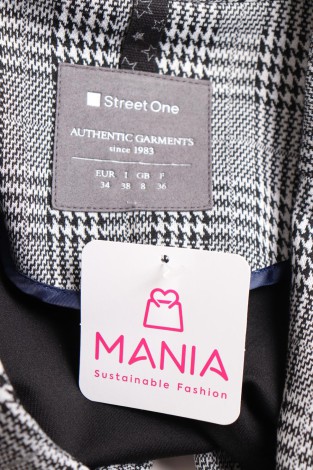 Street One
AUTHENTIC GARMENTS
since 1983
EUR I GB F
34 38 8 36
MANIA
Sustainable Fashion